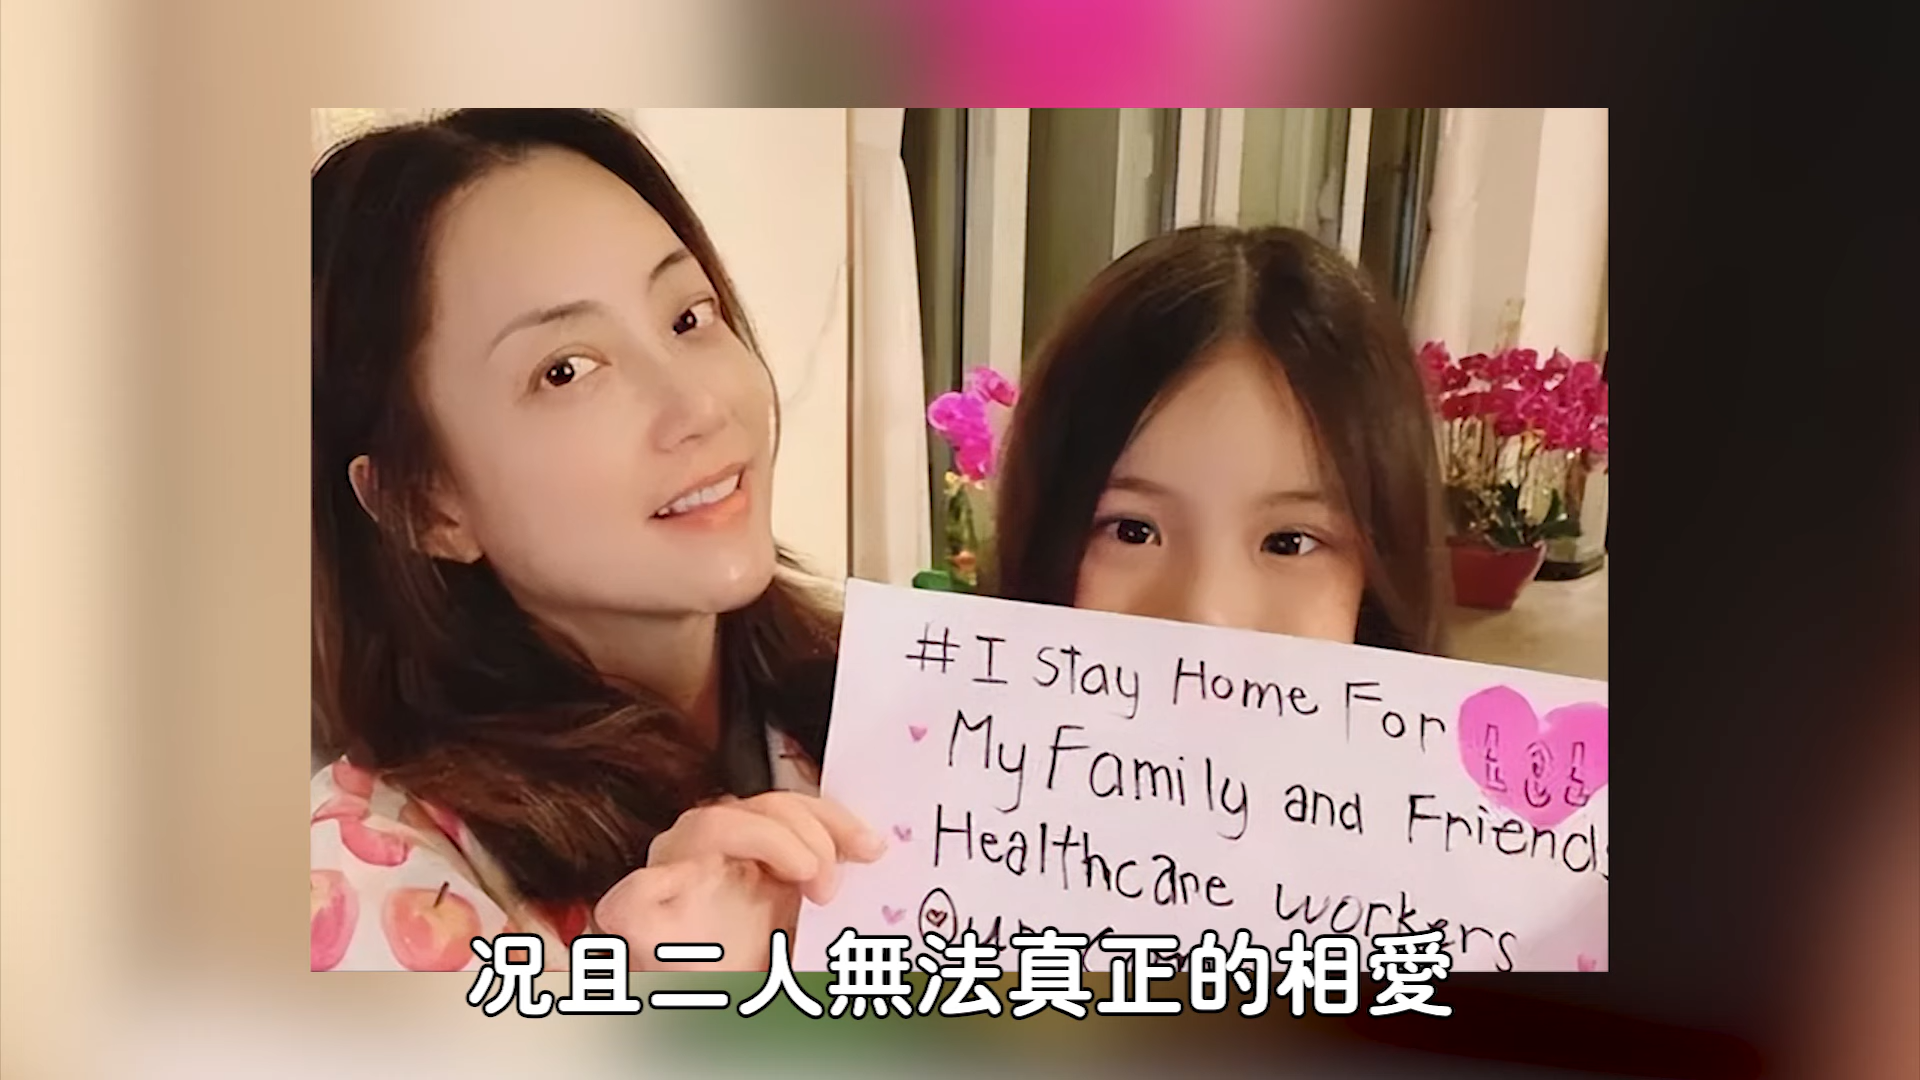 #I Stay Home For
My Family and Friends
Healthcare workers
况且二人無法真正的相愛